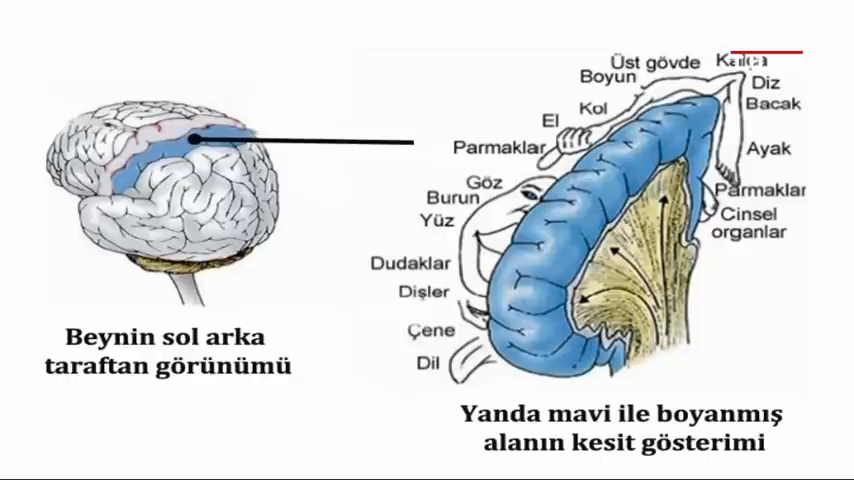 Üst gövde
Kalça
Boyun
Diz
Kol
Bacak
El
Parmaklar
Ayak
Göz
Parmaklar
Burun
Cinsel
organlar
Yüz
Dudaklar
Dişler
Çene
Dil
Beynin sol arka
taraftan görünümü
Yanda mavi ile boyanmış
alanın kesit gösterimi